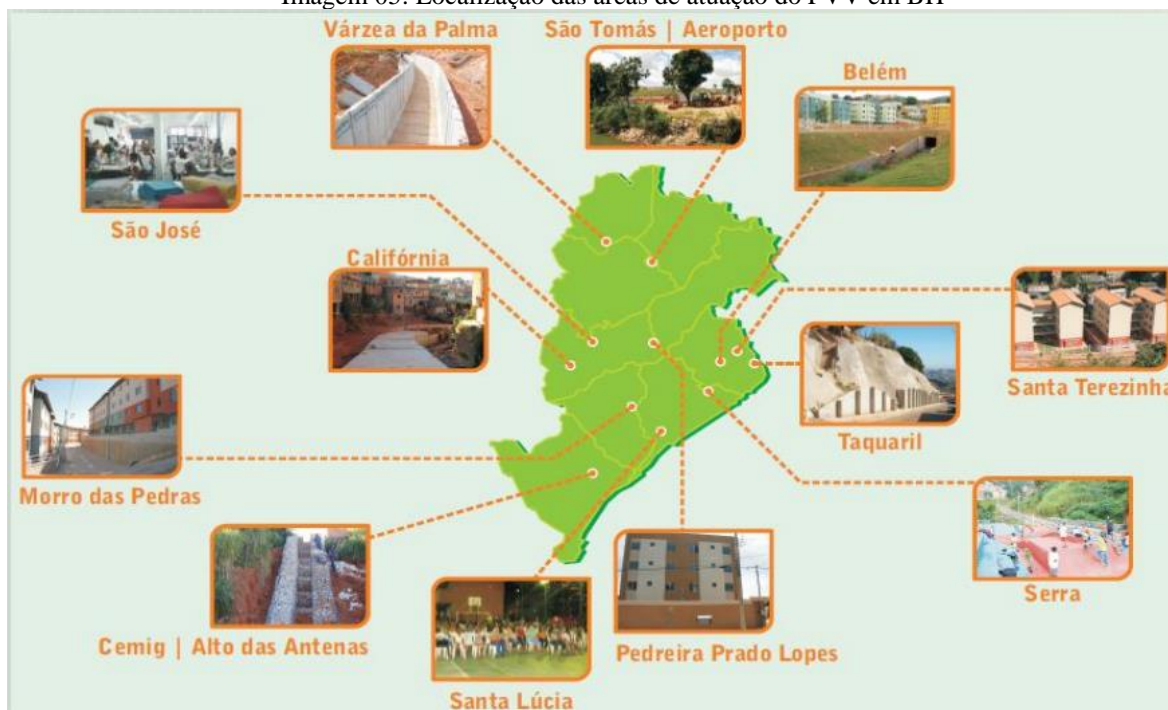 Várzea da Palma
São Tomás | Aeroporto
Belém
São José
Califórnia
Santa Terezinha
Taquaril
Morro das Pedras
Serra
Cemig | Alto das Antenas
Pedreira Prado Lopes
Santa Lúcia